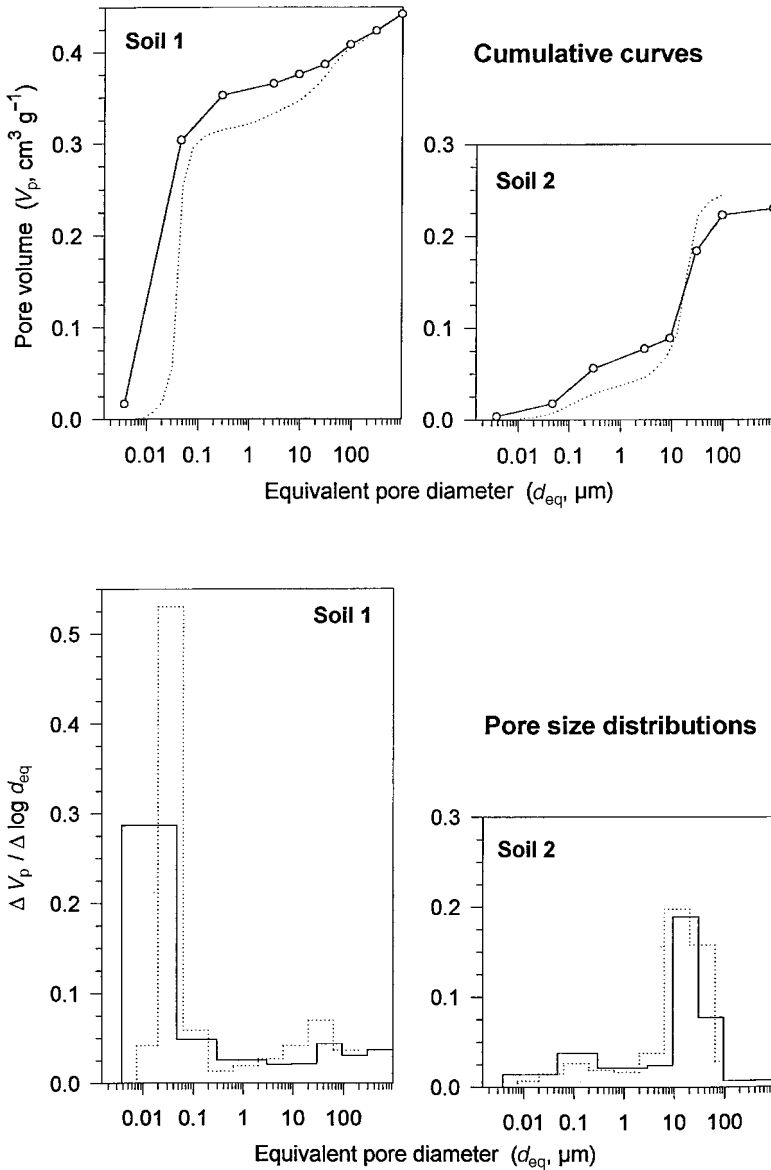 Soil 1
Cumulative curves
0.4
0.3
0.2
0.1
0.0
Pore volume (Vp, cm³ g⁻¹)
0.01 0.1 1 10 100
Soil 2
0.3
0.2
0.1
0.0
0.01 0.1 1 10 100
Equivalent pore diameter (deq, µm)
Soil 1
0.5
0.4
0.3
0.2
0.1
0.0
Δ Vp / Δ log deq
0.01 0.1 1 10 100
Pore size distributions
Soil 2
0.3
0.2
0.1
0.0
0.01 0.1 1 10 100
Equivalent pore diameter (deq, µm)